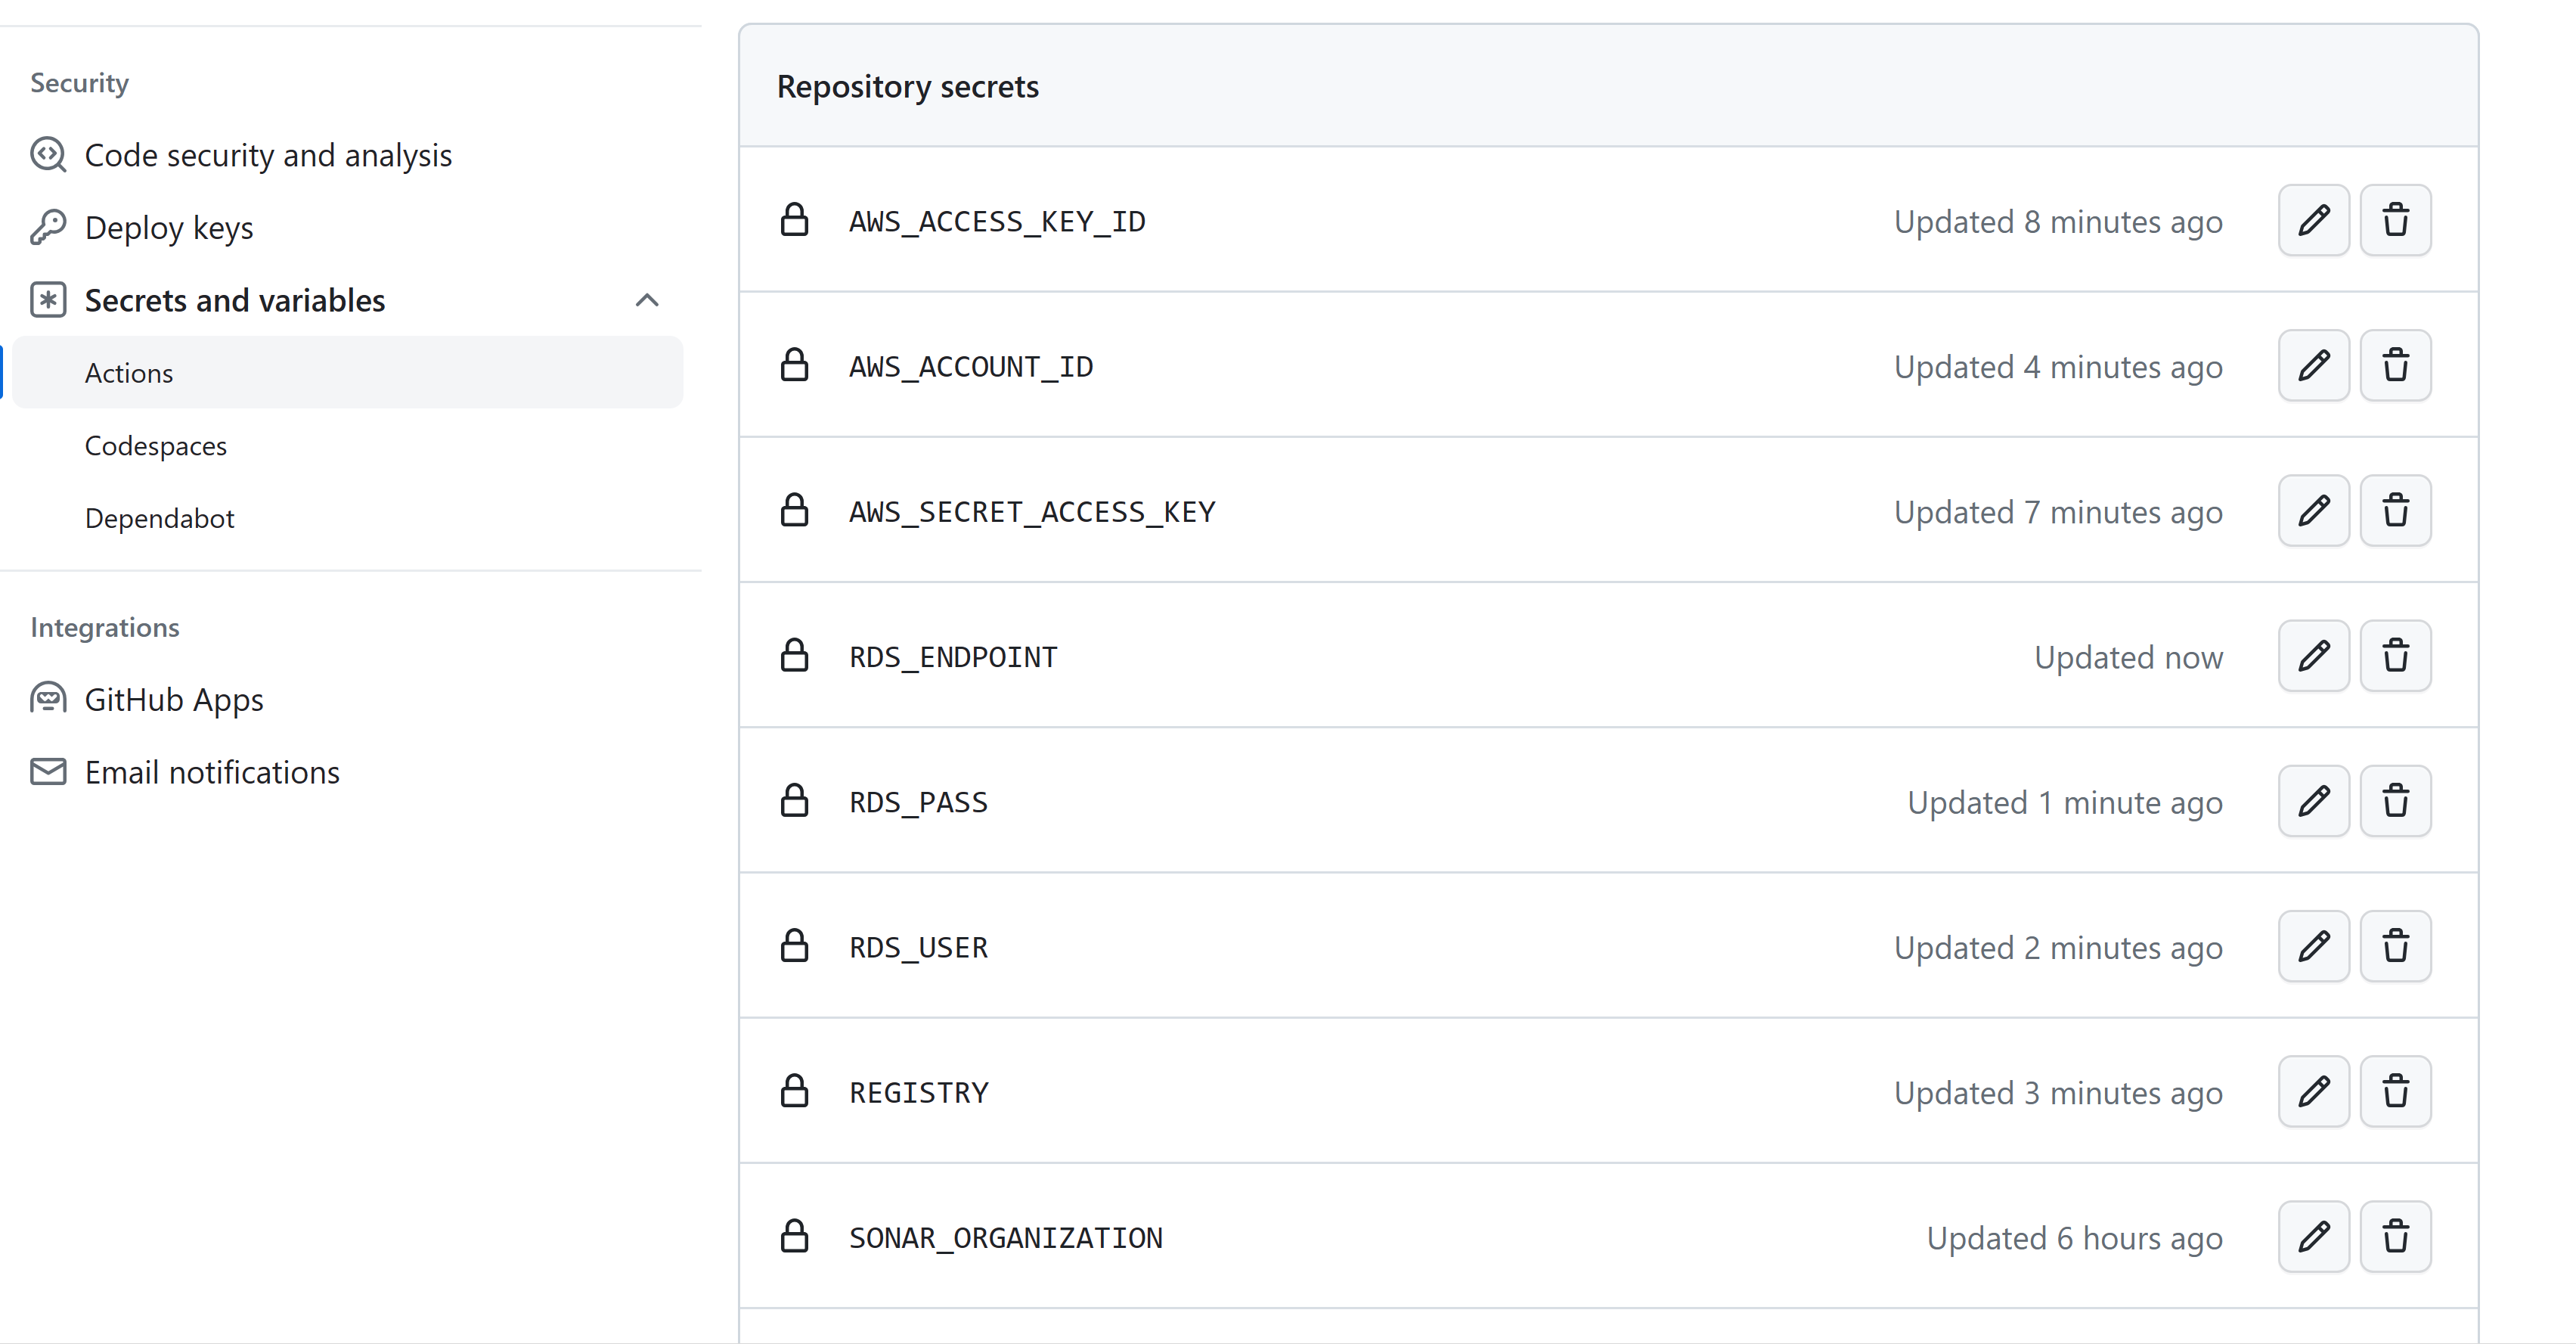 Security
Code security and analysis
Deploy keys
Secrets and variables
Actions
Codespaces
Dependabot
Integrations
GitHub Apps
Email notifications
Repository secrets
AWS_ACCESS_KEY_ID Updated 8 minutes ago
AWS_ACCOUNT_ID Updated 4 minutes ago
AWS_SECRET_ACCESS_KEY Updated 7 minutes ago
RDS_ENDPOINT Updated now
RDS_PASS Updated 1 minute ago
RDS_USER Updated 2 minutes ago
REGISTRY Updated 3 minutes ago
SONAR_ORGANIZATION Updated 6 hours ago